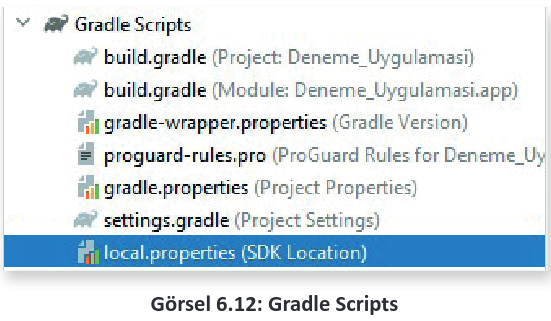 Gradle Scripts
build.gradle (Project: Deneme_Uygulamasi)
build.gradle (Module: Deneme_Uygulamasi.app)
gradle-wrapper.properties (Gradle Version)
proguard-rules.pro (ProGuard Rules for Deneme_Uy
gradle.properties (Project Properties)
settings.gradle (Project Settings)
local.properties (SDK Location)
Görsel 6.12: Gradle Scripts